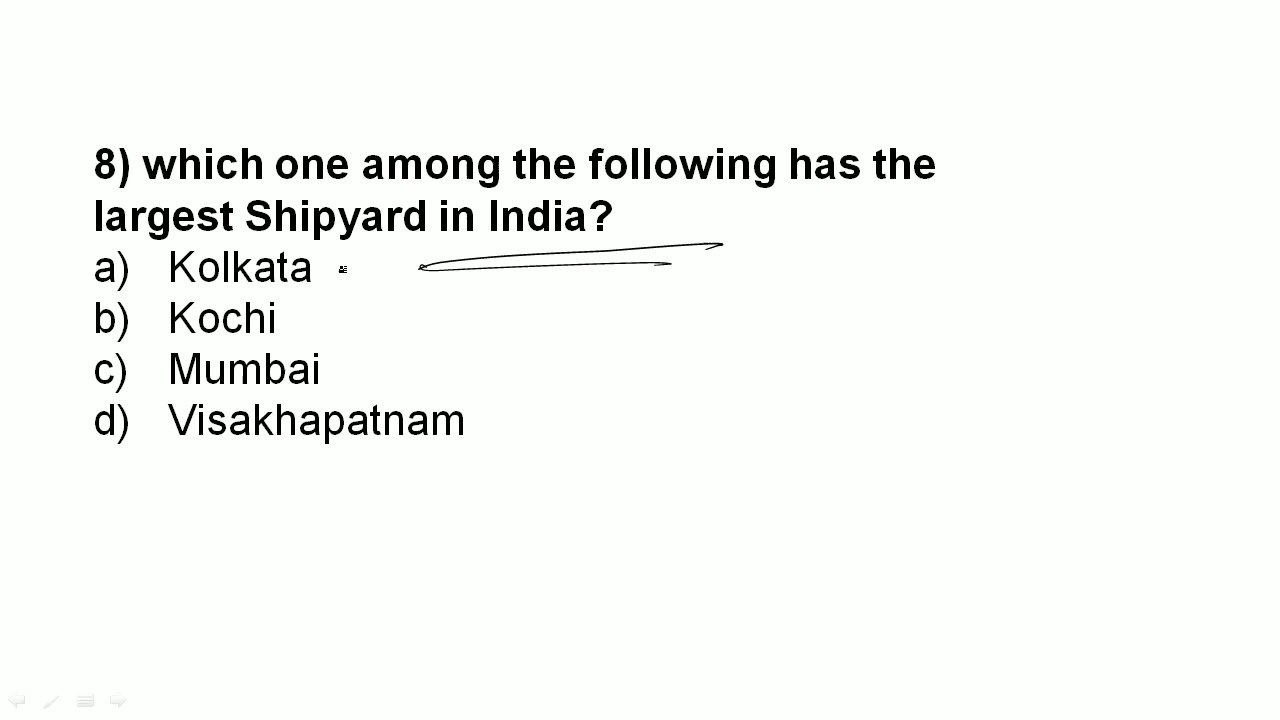 8) which one among the following has the
largest Shipyard in India?
a) Kolkata
b) Kochi
c) Mumbai
d) Visakhapatnam